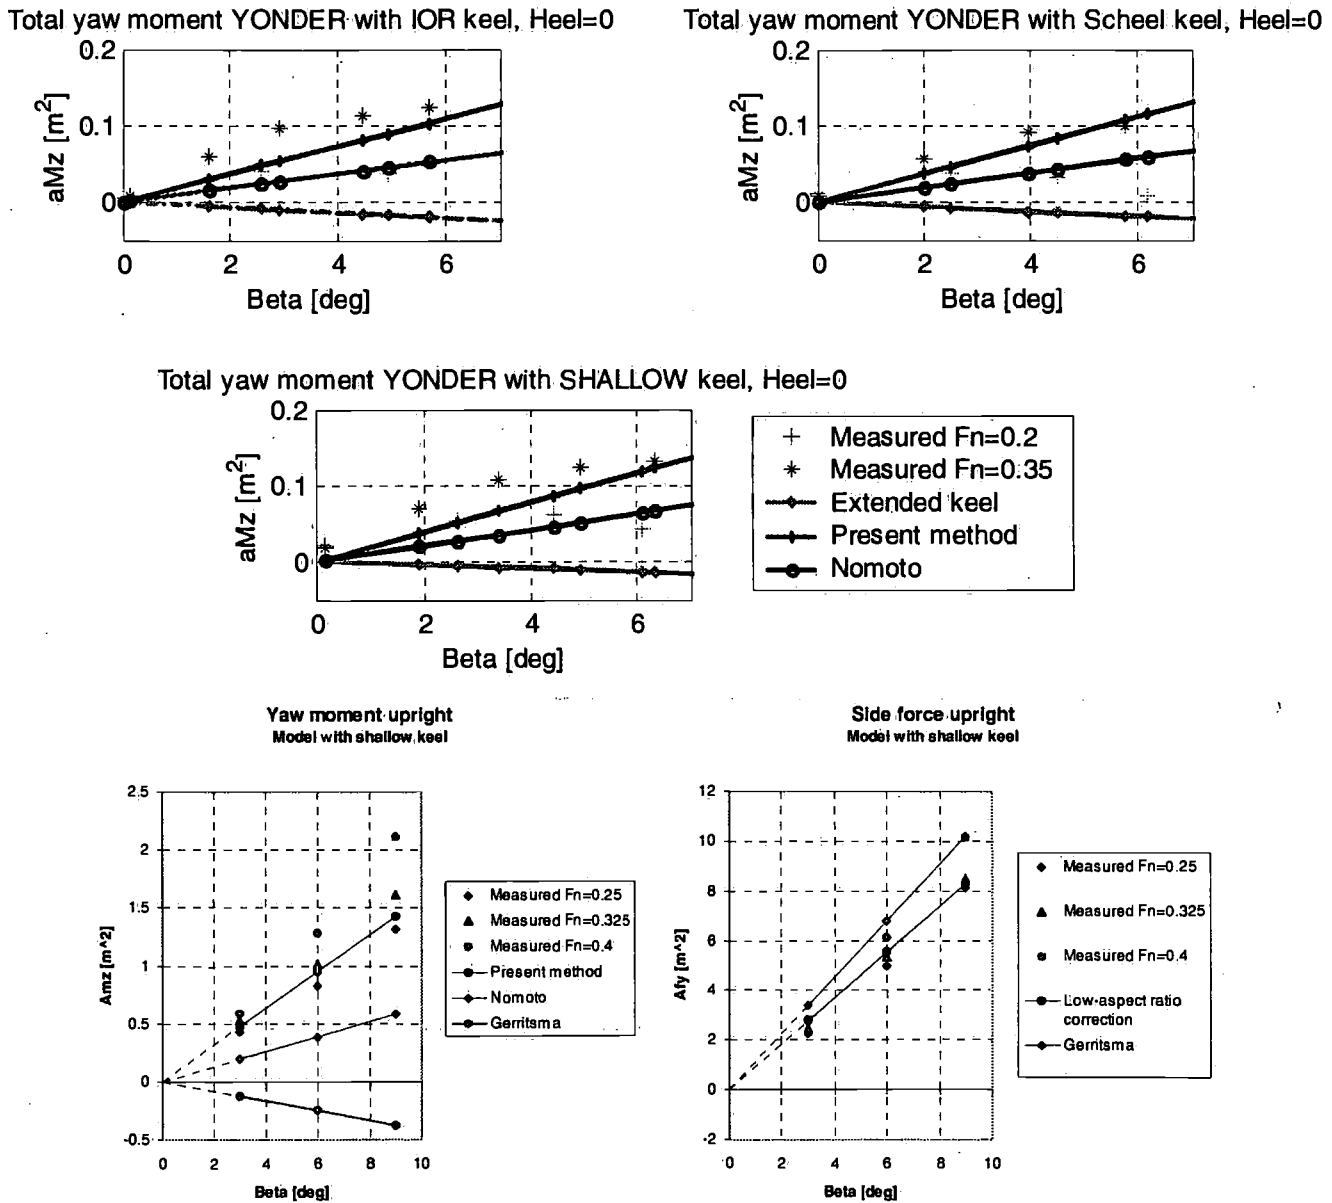 Total yaw moment YONDER with IOR keel, Heel=0
0.2
0.1
0
aMz [m²]
0 2 4 6
Beta [deg]
Total yaw moment YONDER with Scheel keel, Heel=0
0.2
0.1
0
aMz [m²]
0 2 4 6
Beta [deg]
Total yaw moment YONDER with SHALLOW keel, Heel=0
0.2
0.1
0
aMz [m²]
0 2 4 6
Beta [deg]
Measured Fn=0.2
Measured Fn=0.35
Extended keel
Present method
Nomoto
Yaw moment upright
Model with shallow keel
2.5
2
1.5
1
0.5
0
-0.5
Amz [m^2]
0 2 4 6 8 10
Beta [deg]
Measured Fn=0.25
Measured Fn=0.325
Measured Fn=0.4
Present method
Nomoto
Gerritsma
Side force upright
Model with shallow keel
12
10
8
6
4
2
0
-2
Afy [m^2]
0 2 4 6 8 10
Beta [deg]
Measured Fn=0.25
Measured Fn=0.325
Measured Fn=0.4
Low-aspect ratio
correction
Gerritsma